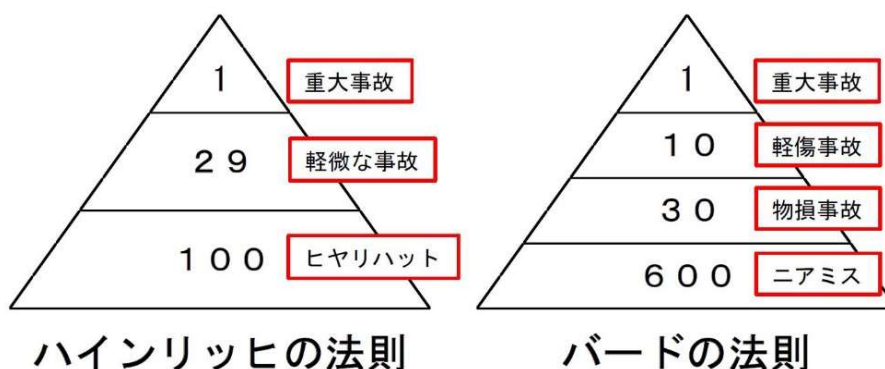 1
重大事故
29
軽微な事故
100
ヒヤリハット
ハインリッヒの法則
1
重大事故
10
軽傷事故
30
物損事故
600
ニアミス
バードの法則